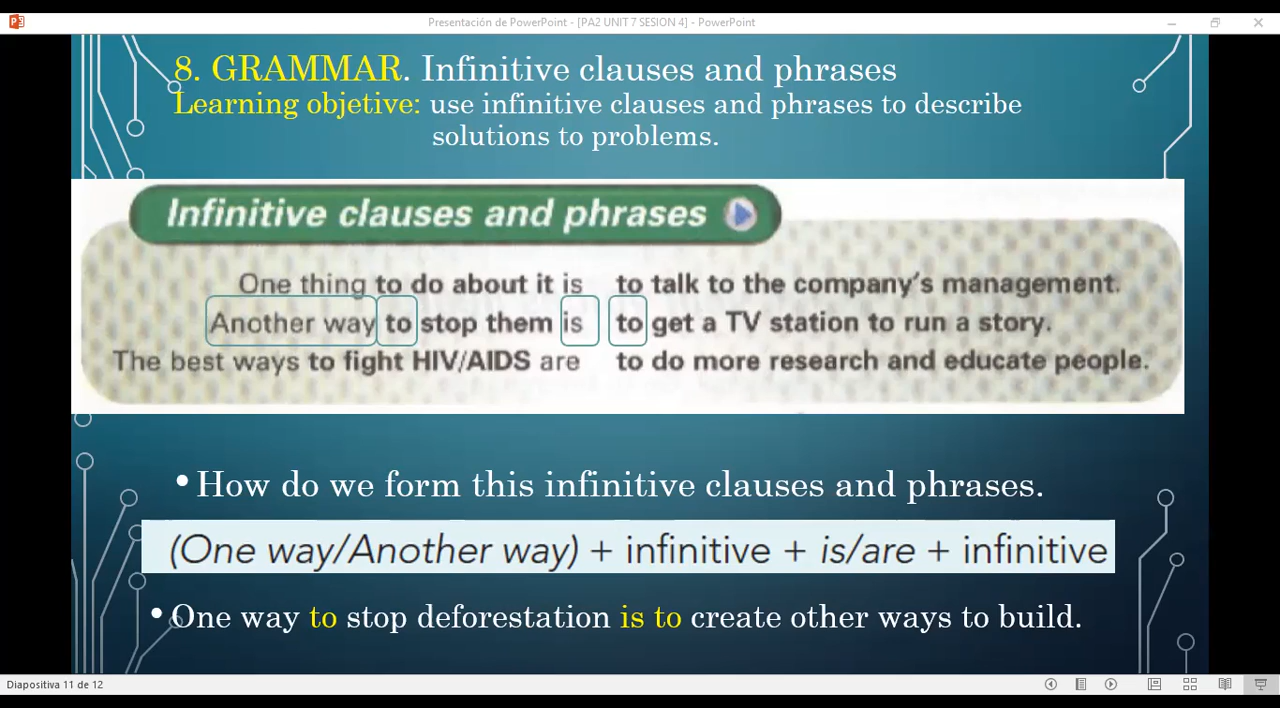 Presentación de PowerPoint - [PA2 UNIT 7 SESION 4] - PowerPoint
8. GRAMMAR. Infinitive clauses and phrases
Learning objetive: use infinitive clauses and phrases to describe
solutions to problems.
Infinitive clauses and phrases
One thing to do about it is to talk to the company's management.
Another way to stop them is to get a TV station to run a story.
The best ways to fight HIV/AIDS are to do more research and educate people.
• How do we form this infinitive clauses and phrases.
(One way/Another way) + infinitive + is/are + infinitive
• One way to stop deforestation is to create other ways to build.
Diapositiva 11 de 12